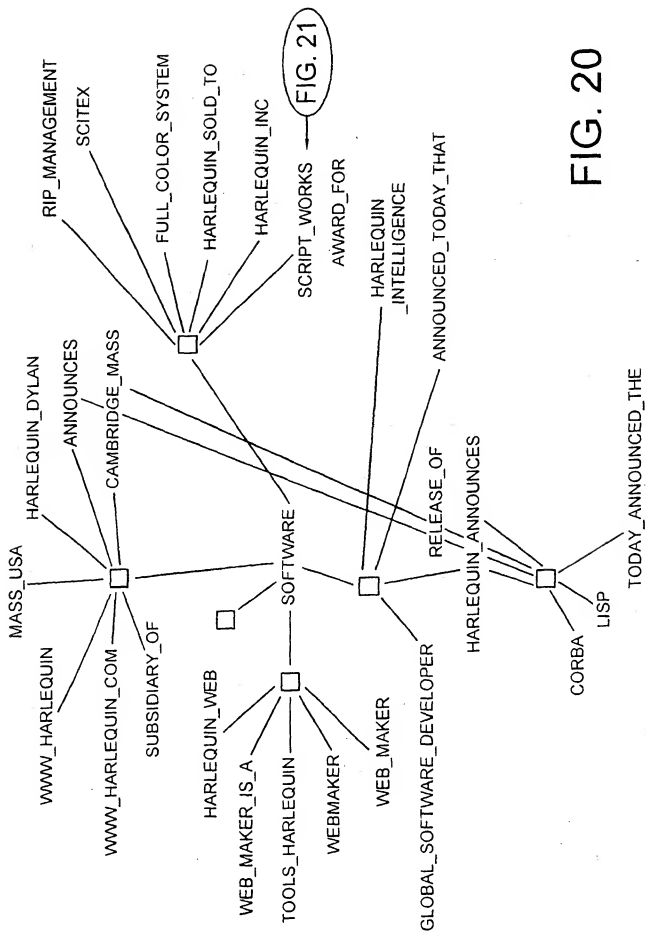 WWW_HARLEQUIN
MASS_USA
HARLEQUIN_DYLAN
ANNOUNCES
CAMBRIDGE_MASS
WWW_HARLEQUIN_COM
SUBSIDIARY_OF
RIP_MANAGEMENT
SCITEX
FULL_COLOR_SYSTEM
HARLEQUIN_SOLD_TO
HARLEQUIN_INC
SCRIPT_WORKS
FIG. 21
AWARD_FOR
HARLEQUIN_WEB
WEB_MAKER_IS_A
TOOLS_HARLEQUIN
WEBMAKER
WEB_MAKER
SOFTWARE
HARLEQUIN
_INTELLIGENCE
ANNOUNCED_TODAY_THAT
GLOBAL_SOFTWARE_DEVELOPER
RELEASE_OF
HARLEQUIN_ANNOUNCES
CORBA
LISP
TODAY_ANNOUNCED_THE
FIG. 20